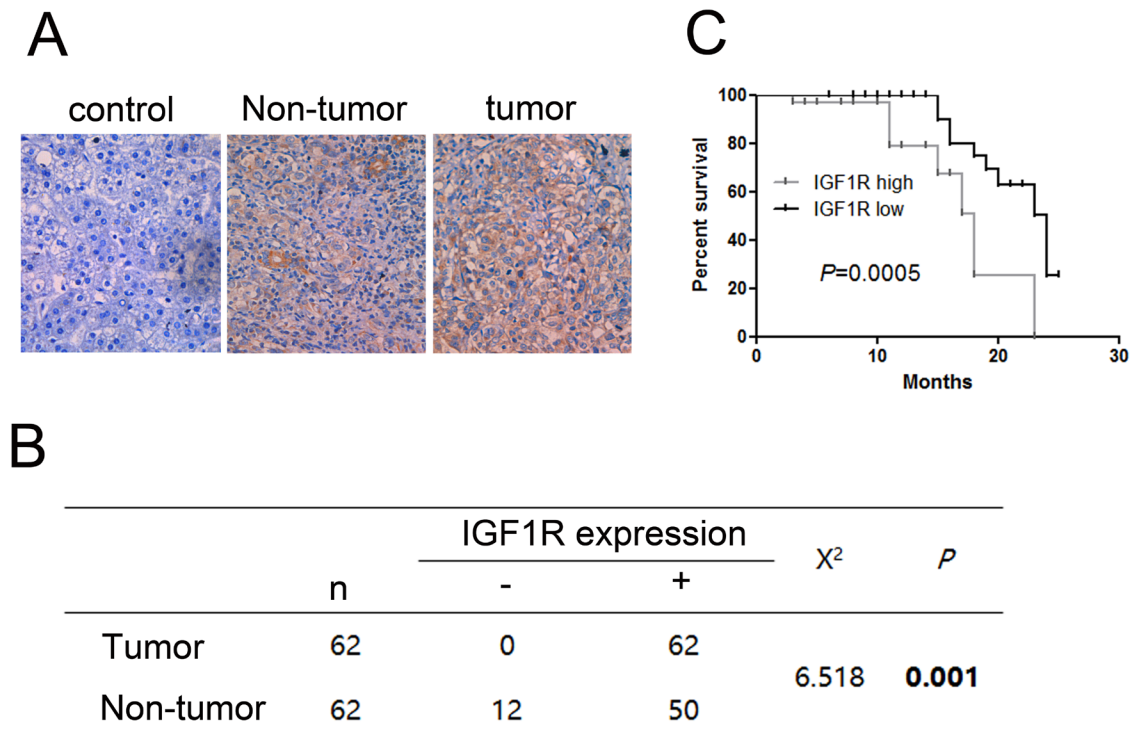 A
control Non-tumor tumor
C
100
80
60
40
20
0
Percent survival
IGF1R high
IGF1R low
P=0.0005
0 10 20 30
Months
B
IGF1R expression
n - + X² P
Tumor 62 0 62
6.518 0.001
Non-tumor 62 12 50